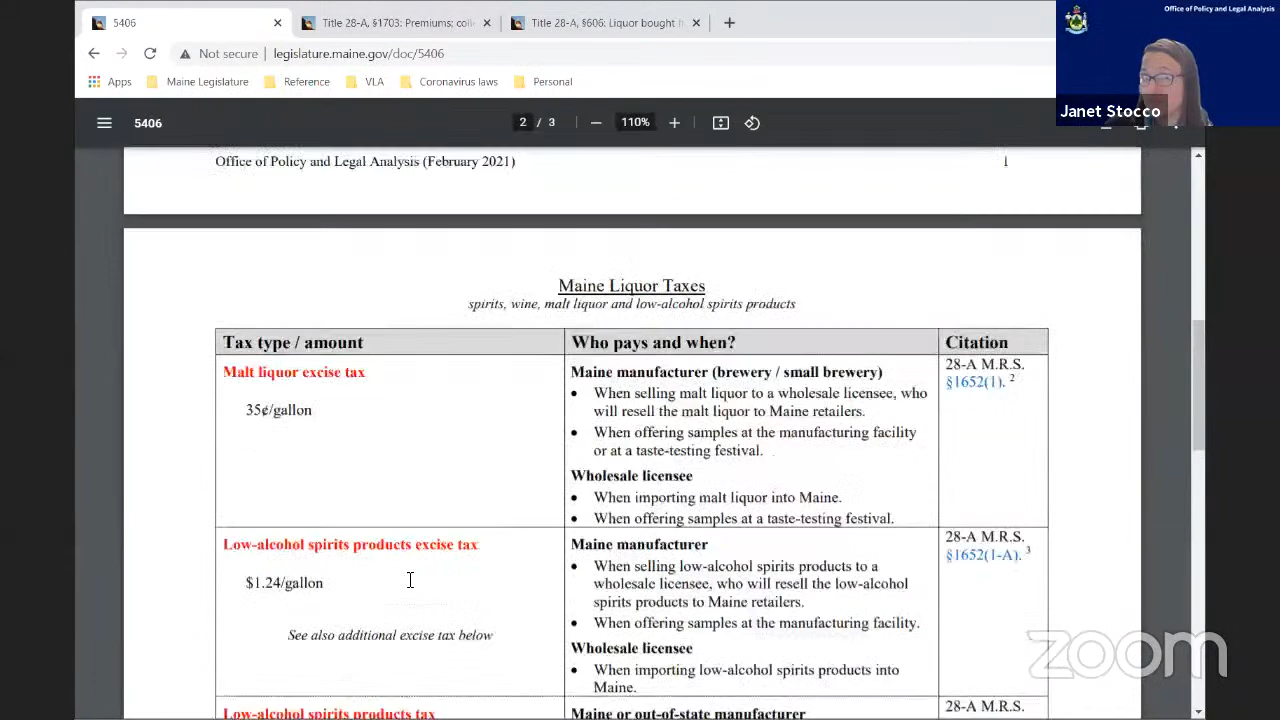 5406
Title 28-A, §1703: Premiums; coll
Title 28-A, §606: Liquor bought f
Office of Policy and Legal Analysis
Not secure
legislature.maine.gov/doc/5406
Apps
Maine Legislature
Reference
VLA
Coronavirus laws
Personal
Janet Stocco
5406
2 / 3
110%
Office of Policy and Legal Analysis (February 2021)
1
Maine Liquor Taxes
spirits, wine, malt liquor and low-alcohol spirits products
Tax type / amount
Who pays and when?
Citation
Malt liquor excise tax
35¢/gallon
Maine manufacturer (brewery / small brewery)
• When selling malt liquor to a wholesale licensee, who
will resell the malt liquor to Maine retailers.
• When offering samples at the manufacturing facility
or at a taste-testing festival.
Wholesale licensee
• When importing malt liquor into Maine.
• When offering samples at a taste-testing festival.
28-A M.R.S.
§1652(1). 2
Low-alcohol spirits products excise tax
$1.24/gallon
See also additional excise tax below
Maine manufacturer
• When selling low-alcohol spirits products to a
wholesale licensee, who will resell the low-alcohol
spirits products to Maine retailers.
• When offering samples at the manufacturing facility.
Wholesale licensee
• When importing low-alcohol spirits products into
Maine.
28-A M.R.S.
§1652(1-A). 3
Low-alcohol spirits products tax
Maine or out-of-state manufacturer
28-A M.R.S.
zoom